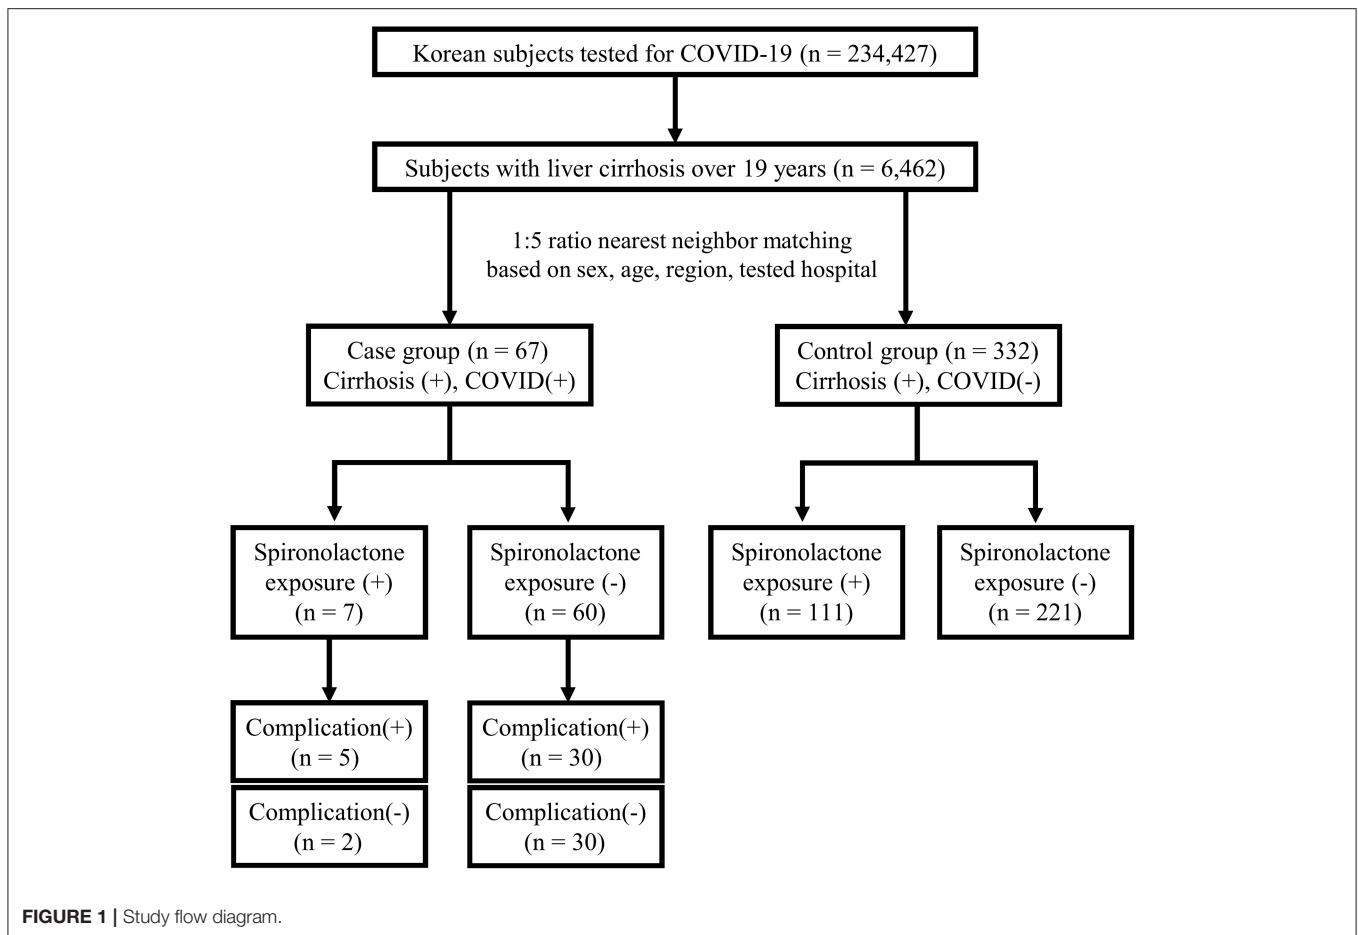 Korean subjects tested for COVID-19 (n = 234,427)
Subjects with liver cirrhosis over 19 years (n = 6,462)
1:5 ratio nearest neighbor matching
based on sex, age, region, tested hospital
Case group (n = 67)
Cirrhosis (+), COVID(+)
Control group (n = 332)
Cirrhosis (+), COVID(-)
Spironolactone
exposure (+)
(n = 7)
Spironolactone
exposure (-)
(n = 60)
Spironolactone
exposure (+)
(n = 111)
Spironolactone
exposure (-)
(n = 221)
Complication(+)
(n = 5)
Complication(-)
(n = 2)
Complication(+)
(n = 30)
Complication(-)
(n = 30)
FIGURE 1 | Study flow diagram.